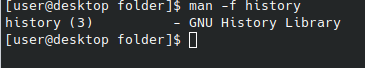 [user@desktop folder]$ man -f history
history (3)          - GNU History Library
[user@desktop folder]$